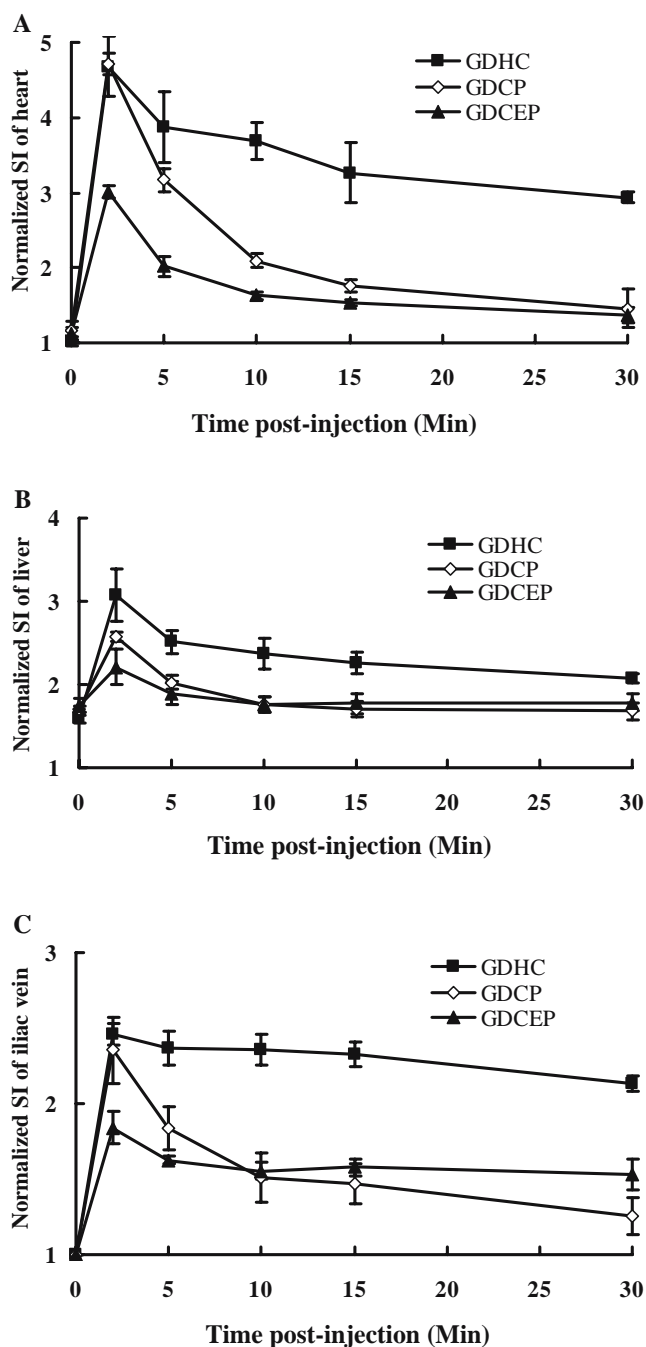 A
Normalized SI of heart
5
4
3
2
1
GDHC
GDCP
GDCEP
0 5 10 15 20 25 30
Time post-injection (Min)
B
Normalized SI of liver
4
3
2
1
GDHC
GDCP
GDCEP
0 5 10 15 20 25 30
Time post-injection (Min)
C
Normalized SI of iliac vein
3
2
1
GDHC
GDCP
GDCEP
0 5 10 15 20 25 30
Time post-injection (Min)